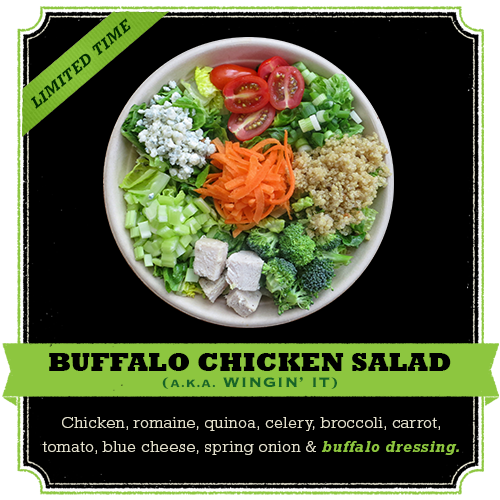 LIMITED TIME
BUFFALO CHICKEN SALAD
(A.K.A. WINGIN' IT)
Chicken, romaine, quinoa, celery, broccoli, carrot,
tomato, blue cheese, spring onion & buffalo dressing.